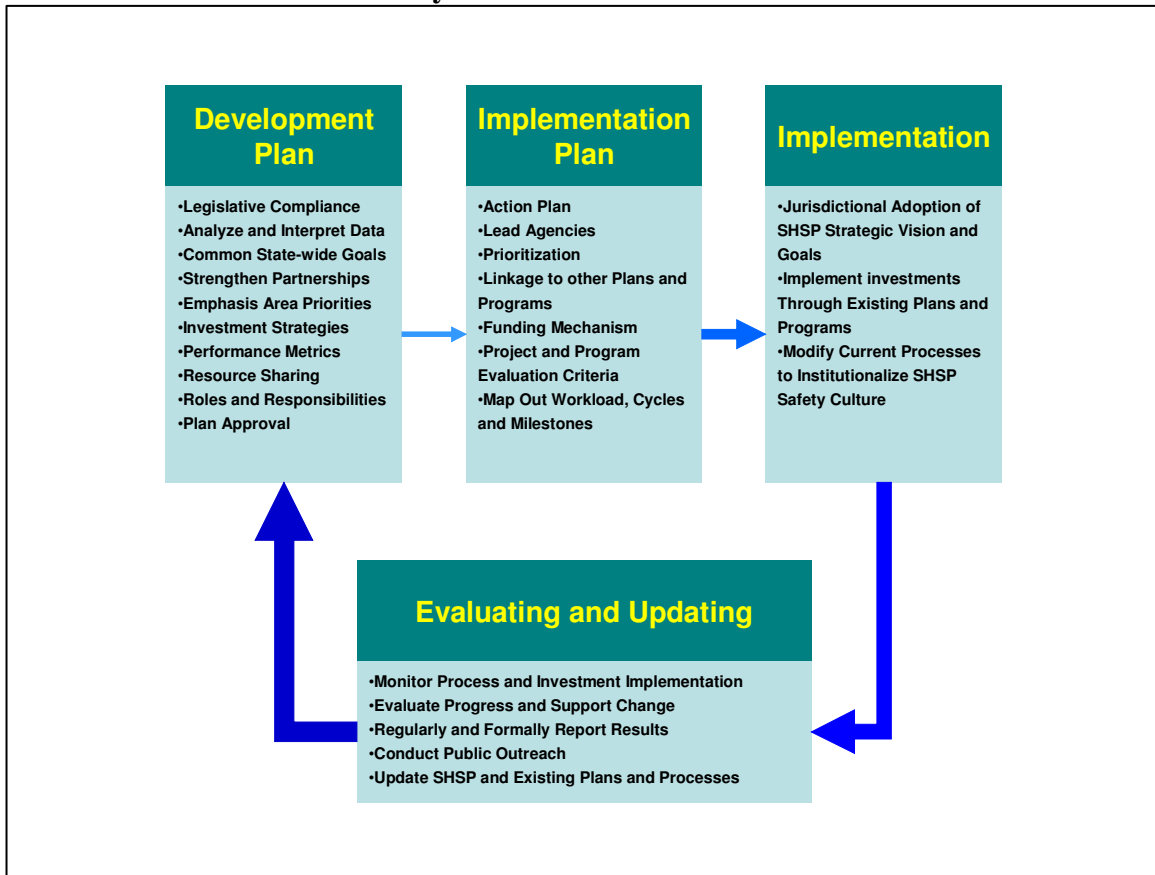 Development
Plan
•Legislative Compliance
•Analyze and Interpret Data
•Common State-wide Goals
•Strengthen Partnerships
•Emphasis Area Priorities
•Investment Strategies
•Performance Metrics
•Resource Sharing
•Roles and Responsibilities
•Plan Approval
Implementation
Plan
•Action Plan
•Lead Agencies
•Prioritization
•Linkage to other Plans and
Programs
•Funding Mechanism
•Project and Program
Evaluation Criteria
•Map Out Workload, Cycles
and Milestones
Implementation
•Jurisdictional Adoption of
SHSP Strategic Vision and
Goals
•Implement investments
Through Existing Plans and
Programs
•Modify Current Processes
to Institutionalize SHSP
Safety Culture
Evaluating and Updating
•Monitor Process and Investment Implementation
•Evaluate Progress and Support Change
•Regularly and Formally Report Results
•Conduct Public Outreach
•Update SHSP and Existing Plans and Processes